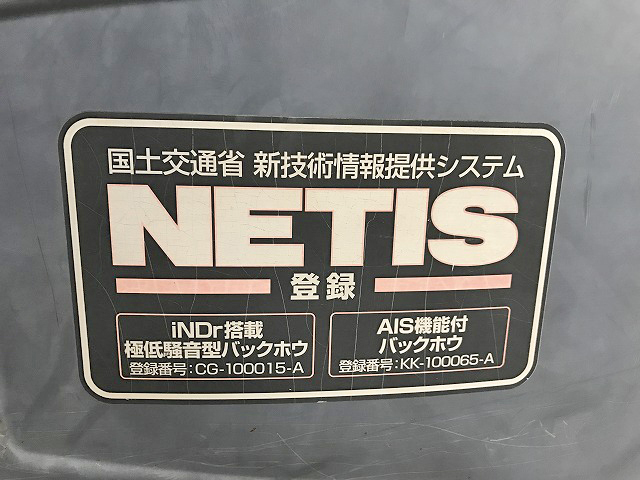 国土交通省 新技術情報提供システム
NETIS
登録
iNDr搭載
極低騒音型バックホウ
登録番号:CG-100015-A
AIS機能付
バックホウ
登録番号:KK-100065-A